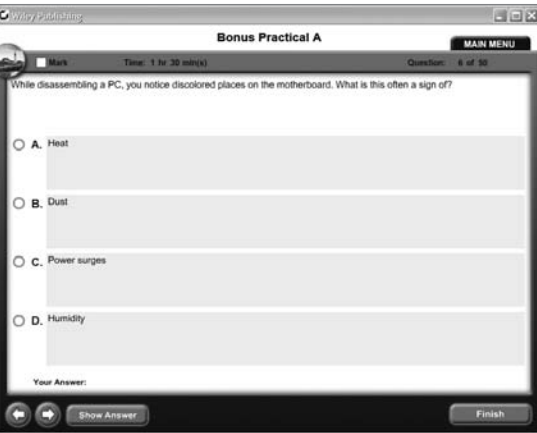 Wiley Publishing
Bonus Practical A
MAIN MENU
Mark Time: 1 hr 30 min(s) Question: 6 of 50
While disassembling a PC, you notice discolored places on the motherboard. What is this often a sign of?
A. Heat
B. Dust
C. Power surges
D. Humidity
Your Answer:
Show Answer Finish